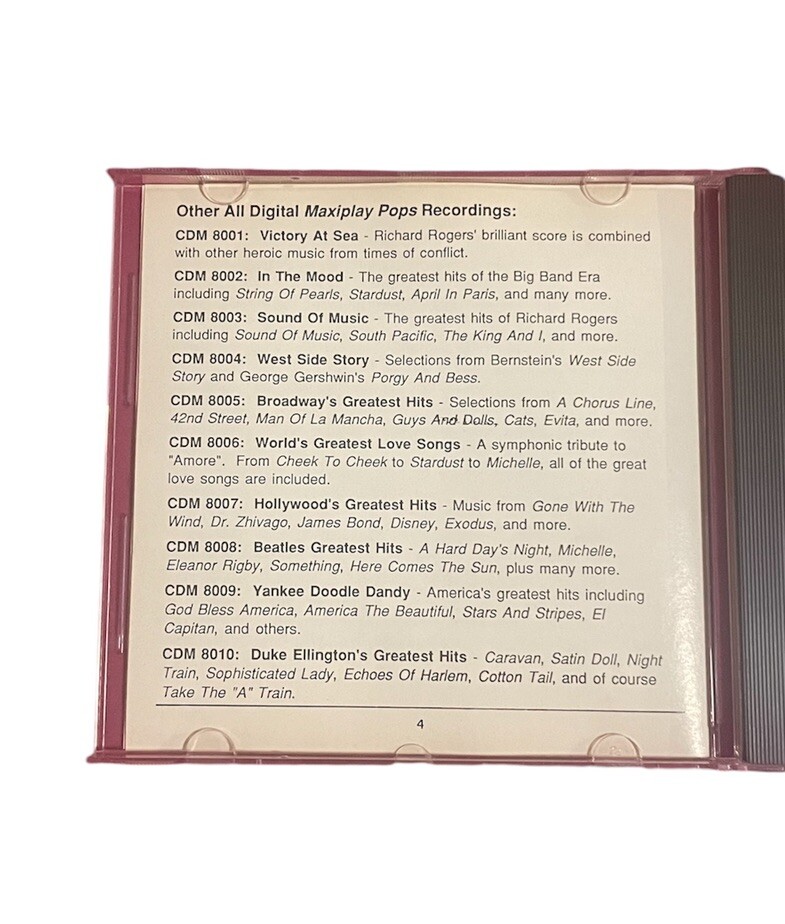 Other All Digital Maxiplay Pops Recordings:
CDM 8001: Victory At Sea - Richard Rogers' brilliant score is combined
with other heroic music from times of conflict.
CDM 8002: In The Mood - The greatest hits of the Big Band Era
including String Of Pearls, Stardust, April In Paris, and many more.
CDM 8003: Sound Of Music - The greatest hits of Richard Rogers
including Sound Of Music, South Pacific, The King And I, and more.
CDM 8004: West Side Story - Selections from Bernstein's West Side
Story and George Gershwin's Porgy And Bess.
CDM 8005: Broadway's Greatest Hits - Selections from A Chorus Line,
42nd Street, Man Of La Mancha, Guys And Dolls, Cats, Evita, and more.
CDM 8006: World's Greatest Love Songs - A symphonic tribute to
"Amore". From Cheek To Cheek to Stardust to Michelle, all of the great
love songs are included.
CDM 8007: Hollywood's Greatest Hits - Music from Gone With The
Wind, Dr. Zhivago, James Bond, Disney, Exodus, and more.
CDM 8008: Beatles Greatest Hits - A Hard Day's Night, Michelle,
Eleanor Rigby, Something, Here Comes The Sun, plus many more.
CDM 8009: Yankee Doodle Dandy - America's greatest hits including
God Bless America, America The Beautiful, Stars And Stripes, El
Capitan, and others.
CDM 8010: Duke Ellington's Greatest Hits - Caravan, Satin Doll, Night
Train, Sophisticated Lady, Echoes Of Harlem, Cotton Tail, and of course
Take The "A" Train.
4